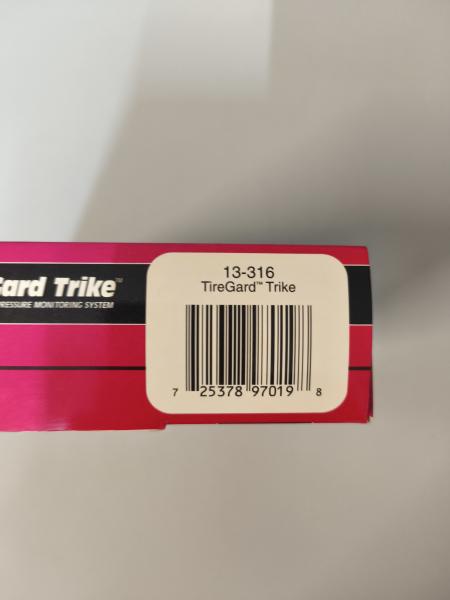 Gard Trike™
PRESSURE MONITORING SYSTEM
13-316
TireGard™ Trike
7 25378 97019 8